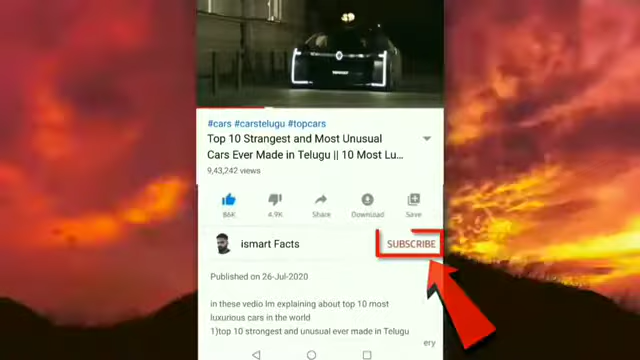 #cars #carstelugu #topcars
Top 10 Strangest and Most Unusual
Cars Ever Made in Telugu || 10 Most Lu...
9,43,242 views
86K
4.9K
Share
Download
Save
ismart Facts
SUBSCRIBE
Published on 26-Jul-2020
in these vedio Im explaining about top 10 most
luxurious cars in the world
1)top 10 strongest and unusual ever made in Telugu
ery